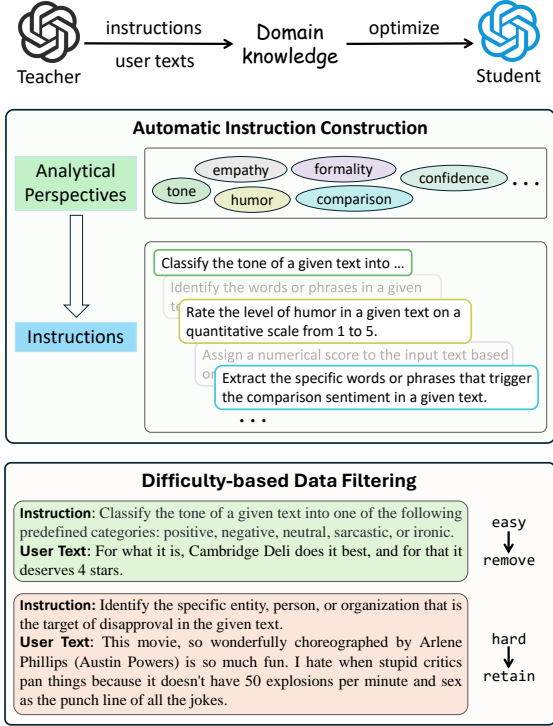 instructions
user texts
Domain
knowledge
optimize
Teacher
Student
Automatic Instruction Construction
Analytical
Perspectives
empathy
formality
confidence
tone
humor
comparison
...
Instructions
Classify the tone of a given text into ...
Identify the words or phrases in a given
te
Rate the level of humor in a given text on a
quantitative scale from 1 to 5.
Assign a numerical score to the input text based
or
Extract the specific words or phrases that trigger
the comparison sentiment in a given text.
...
Difficulty-based Data Filtering
Instruction: Classify the tone of a given text into one of the following
predefined categories: positive, negative, neutral, sarcastic, or ironic.
User Text: For what it is, Cambridge Deli does it best, and for that it
deserves 4 stars.
easy
remove
Instruction: Identify the specific entity, person, or organization that is
the target of disapproval in the given text.
User Text: This movie, so wonderfully choreographed by Arlene
Phillips (Austin Powers) is so much fun. I hate when stupid critics
pan things because it doesn't have 50 explosions per minute and sex
as the punch line of all the jokes.
hard
retain